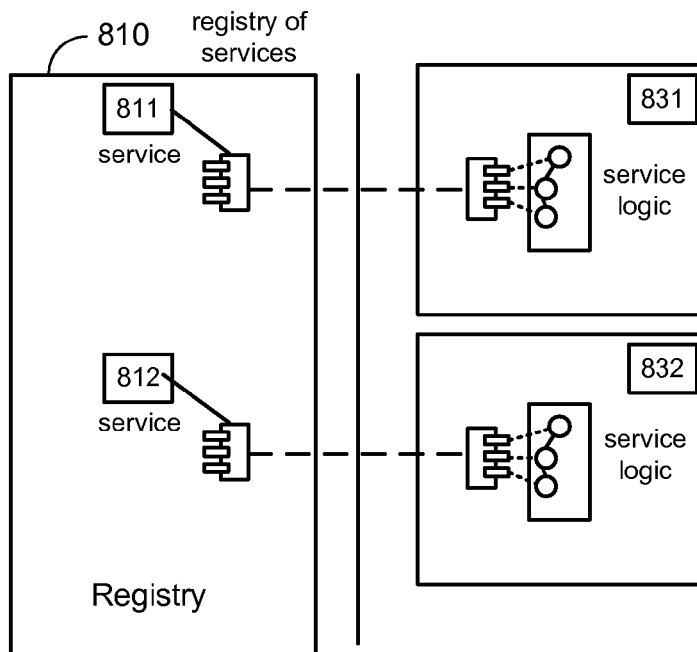 810
registry of
services
811
service
831
service
logic
812
service
832
service
logic
Registry